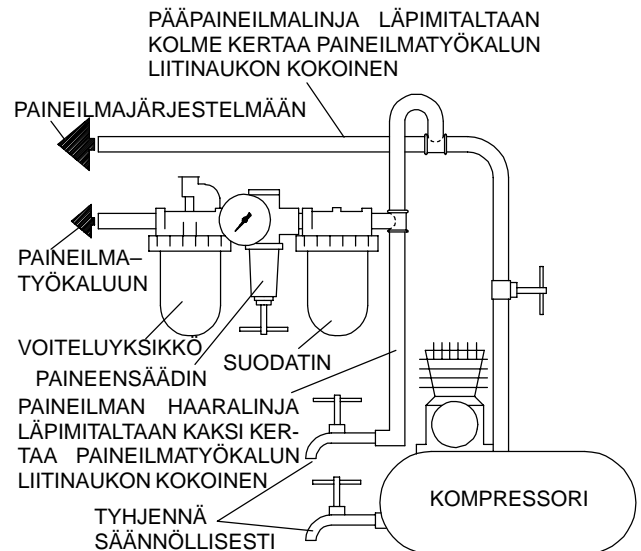 PÄÄPAINEILMALINJA LÄPIMITALTAAN
KOLME KERTAA PAINEILMATYÖKALUN
LIITINAUKON KOKOINEN
PAINEILMAJÄRJESTELMÄÄN
PAINEILMA–
TYÖKALUUN
VOITELUYKSIKKÖ
SUODATIN
PAINEENSÄÄDIN
PAINEILMAN HAARALINJA
LÄPIMITALTAAN KAKSI KER-
TAA PAINEILMATYÖKALUN
LIITINAUKON KOKOINEN
KOMPRESSORI
TYHJENNÄ
SÄÄNNÖLLISESTI